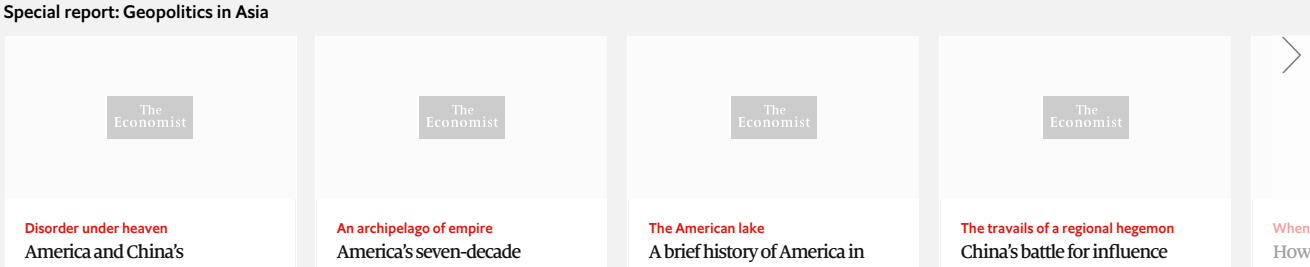 Special report: Geopolitics in Asia
The
Economist
The
Economist
The
Economist
The
Economist
Disorder under heaven
America and China's
An archipelago of empire
America's seven-decade
The American lake
A brief history of America in
The travails of a regional hegemon
China's battle for influence
When
How